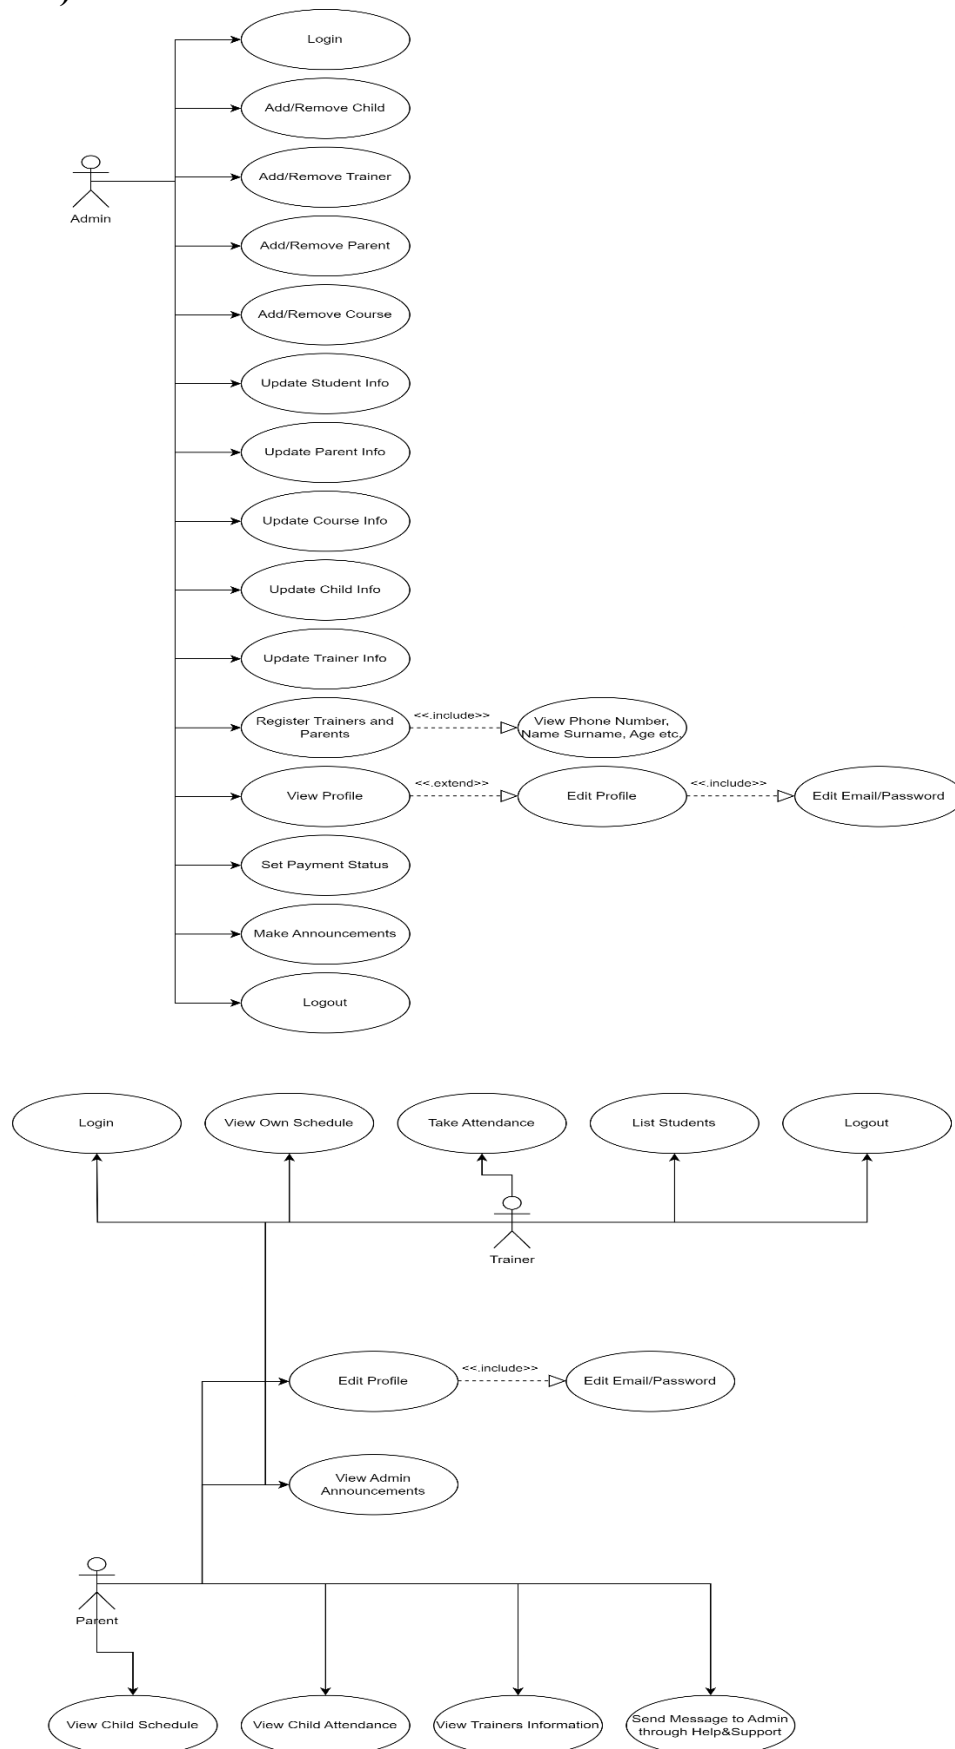 )
Login
Add/Remove Child
Add/Remove Trainer
Admin
Add/Remove Parent
Add/Remove Course
Update Student Info
Update Parent Info
Update Course Info
Update Child Info
Update Trainer Info
Register Trainers and
Parents
<<.include>>
View Phone Number,
Name Surname, Age etc.
View Profile
<<.extend>>
Edit Profile
<<.include>>
Edit Email/Password
Set Payment Status
Make Announcements
Logout
Login
View Own Schedule
Take Attendance
List Students
Logout
Trainer
Edit Profile
<<.include>>
Edit Email/Password
View Admin
Announcements
Parent
View Child Schedule
View Child Attendance
View Trainers Information
Send Message to Admin
through Help&Support